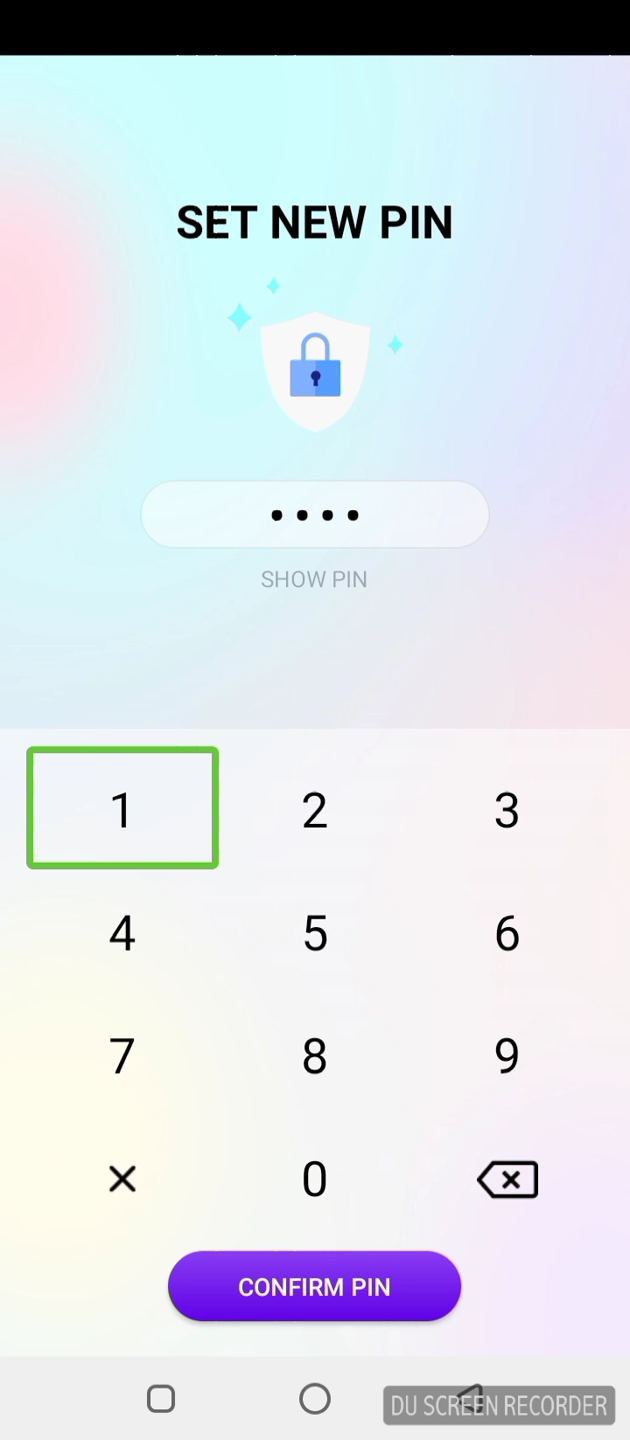 SET NEW PIN
••••
SHOW PIN
1 2 3
4 5 6
7 8 9
0
CONFIRM PIN
DU SCREEN RECORDER